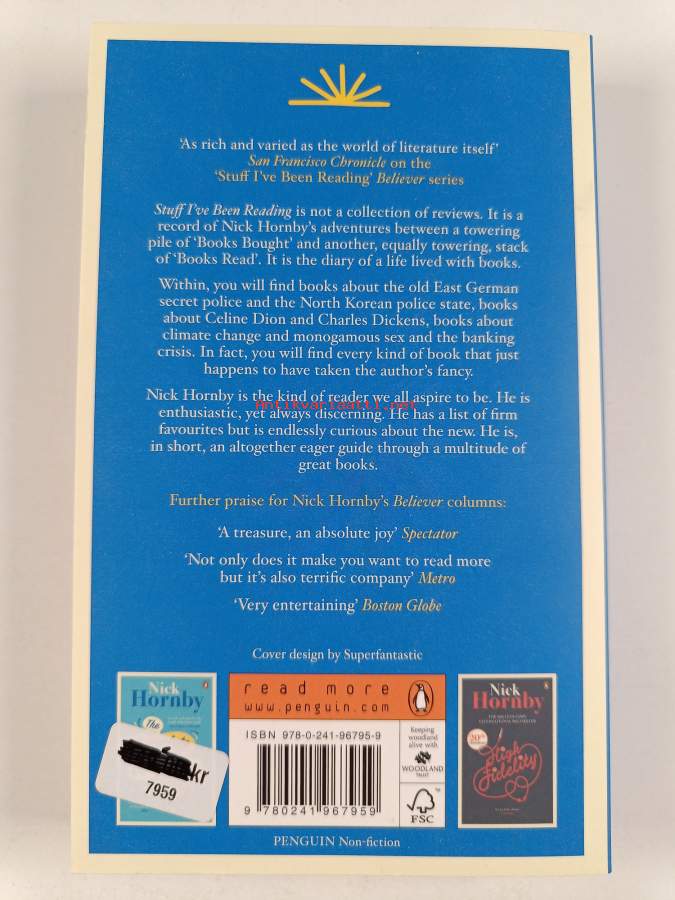 ‘As rich and varied as the world of literature itself’
San Francisco Chronicle on the
‘Stuff I’ve Been Reading’ Believer series
Stuff I’ve Been Reading is not a collection of reviews. It is a
record of Nick Hornby’s adventures between a towering
pile of ‘Books Bought’ and another, equally towering, stack
of ‘Books Read’. It is the diary of a life lived with books.
Within, you will find books about the old East German
secret police and the North Korean police state, books
about Celine Dion and Charles Dickens, books about
climate change and monogamous sex and the banking
crisis. In fact, you will find every kind of book that just
happens to have taken the author’s fancy.
Nick Hornby is the kind of reader we all aspire to be. He is
Antikvariaatti.net
enthusiastic, yet always discerning. He has a list of firm
favourites but is endlessly curious about the new. He is,
in short, an altogether eager guide through a multitude of
great books.
Further praise for Nick Hornby’s Believer columns:
‘A treasure, an absolute joy’ Spectator
‘Not only does it make you want to read more
but it’s also terrific company’ Metro
‘Very entertaining’ Boston Globe
Cover design by Superfantastic
Nick
Hornby
The
kr
7959
read more
www.penguin.com
ISBN 978-0-241-96795-9
9 780241 967959
Keeping
woodland
alive with
WOODLAND
TRUST
FSC
™
Nick
Hornby
20th
High
Fidelity
PENGUIN Non-fiction